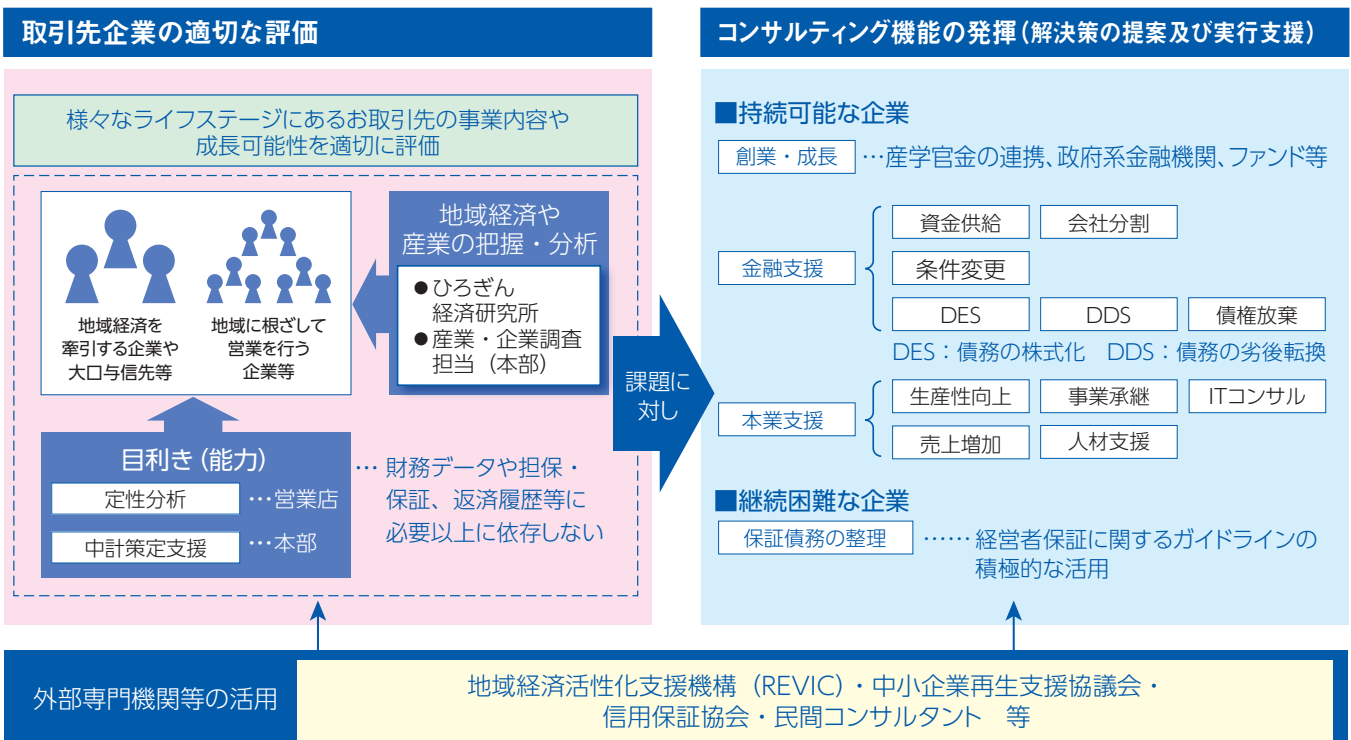 取引先企業の適切な評価
様々なライフステージにあるお取引先の事業内容や
成長可能性を適切に評価
地域経済を
牽引する企業や
大口与信先等
地域に根ざして
営業を行う
企業等
地域経済や
産業の把握・分析
●ひろぎん
経済研究所
●産業・企業調査
担当（本部）
目利き（能力）
定性分析 …営業店
中計策定支援 …本部
… 財務データや担保・
保証、返済履歴等に
必要以上に依存しない
課題に
対し
コンサルティング機能の発揮（解決策の提案及び実行支援）
■持続可能な企業
創業・成長 …産学官金の連携、政府系金融機関、ファンド等
金融支援
資金供給 会社分割
条件変更
DES DDS 債権放棄
DES：債務の株式化 DDS：債務の劣後転換
本業支援
生産性向上 事業承継 ITコンサル
売上増加 人材支援
■継続困難な企業
保証債務の整理 …… 経営者保証に関するガイドラインの
積極的な活用
外部専門機関等の活用
地域経済活性化支援機構（REVIC）・中小企業再生支援協議会・
信用保証協会・民間コンサルタント 等